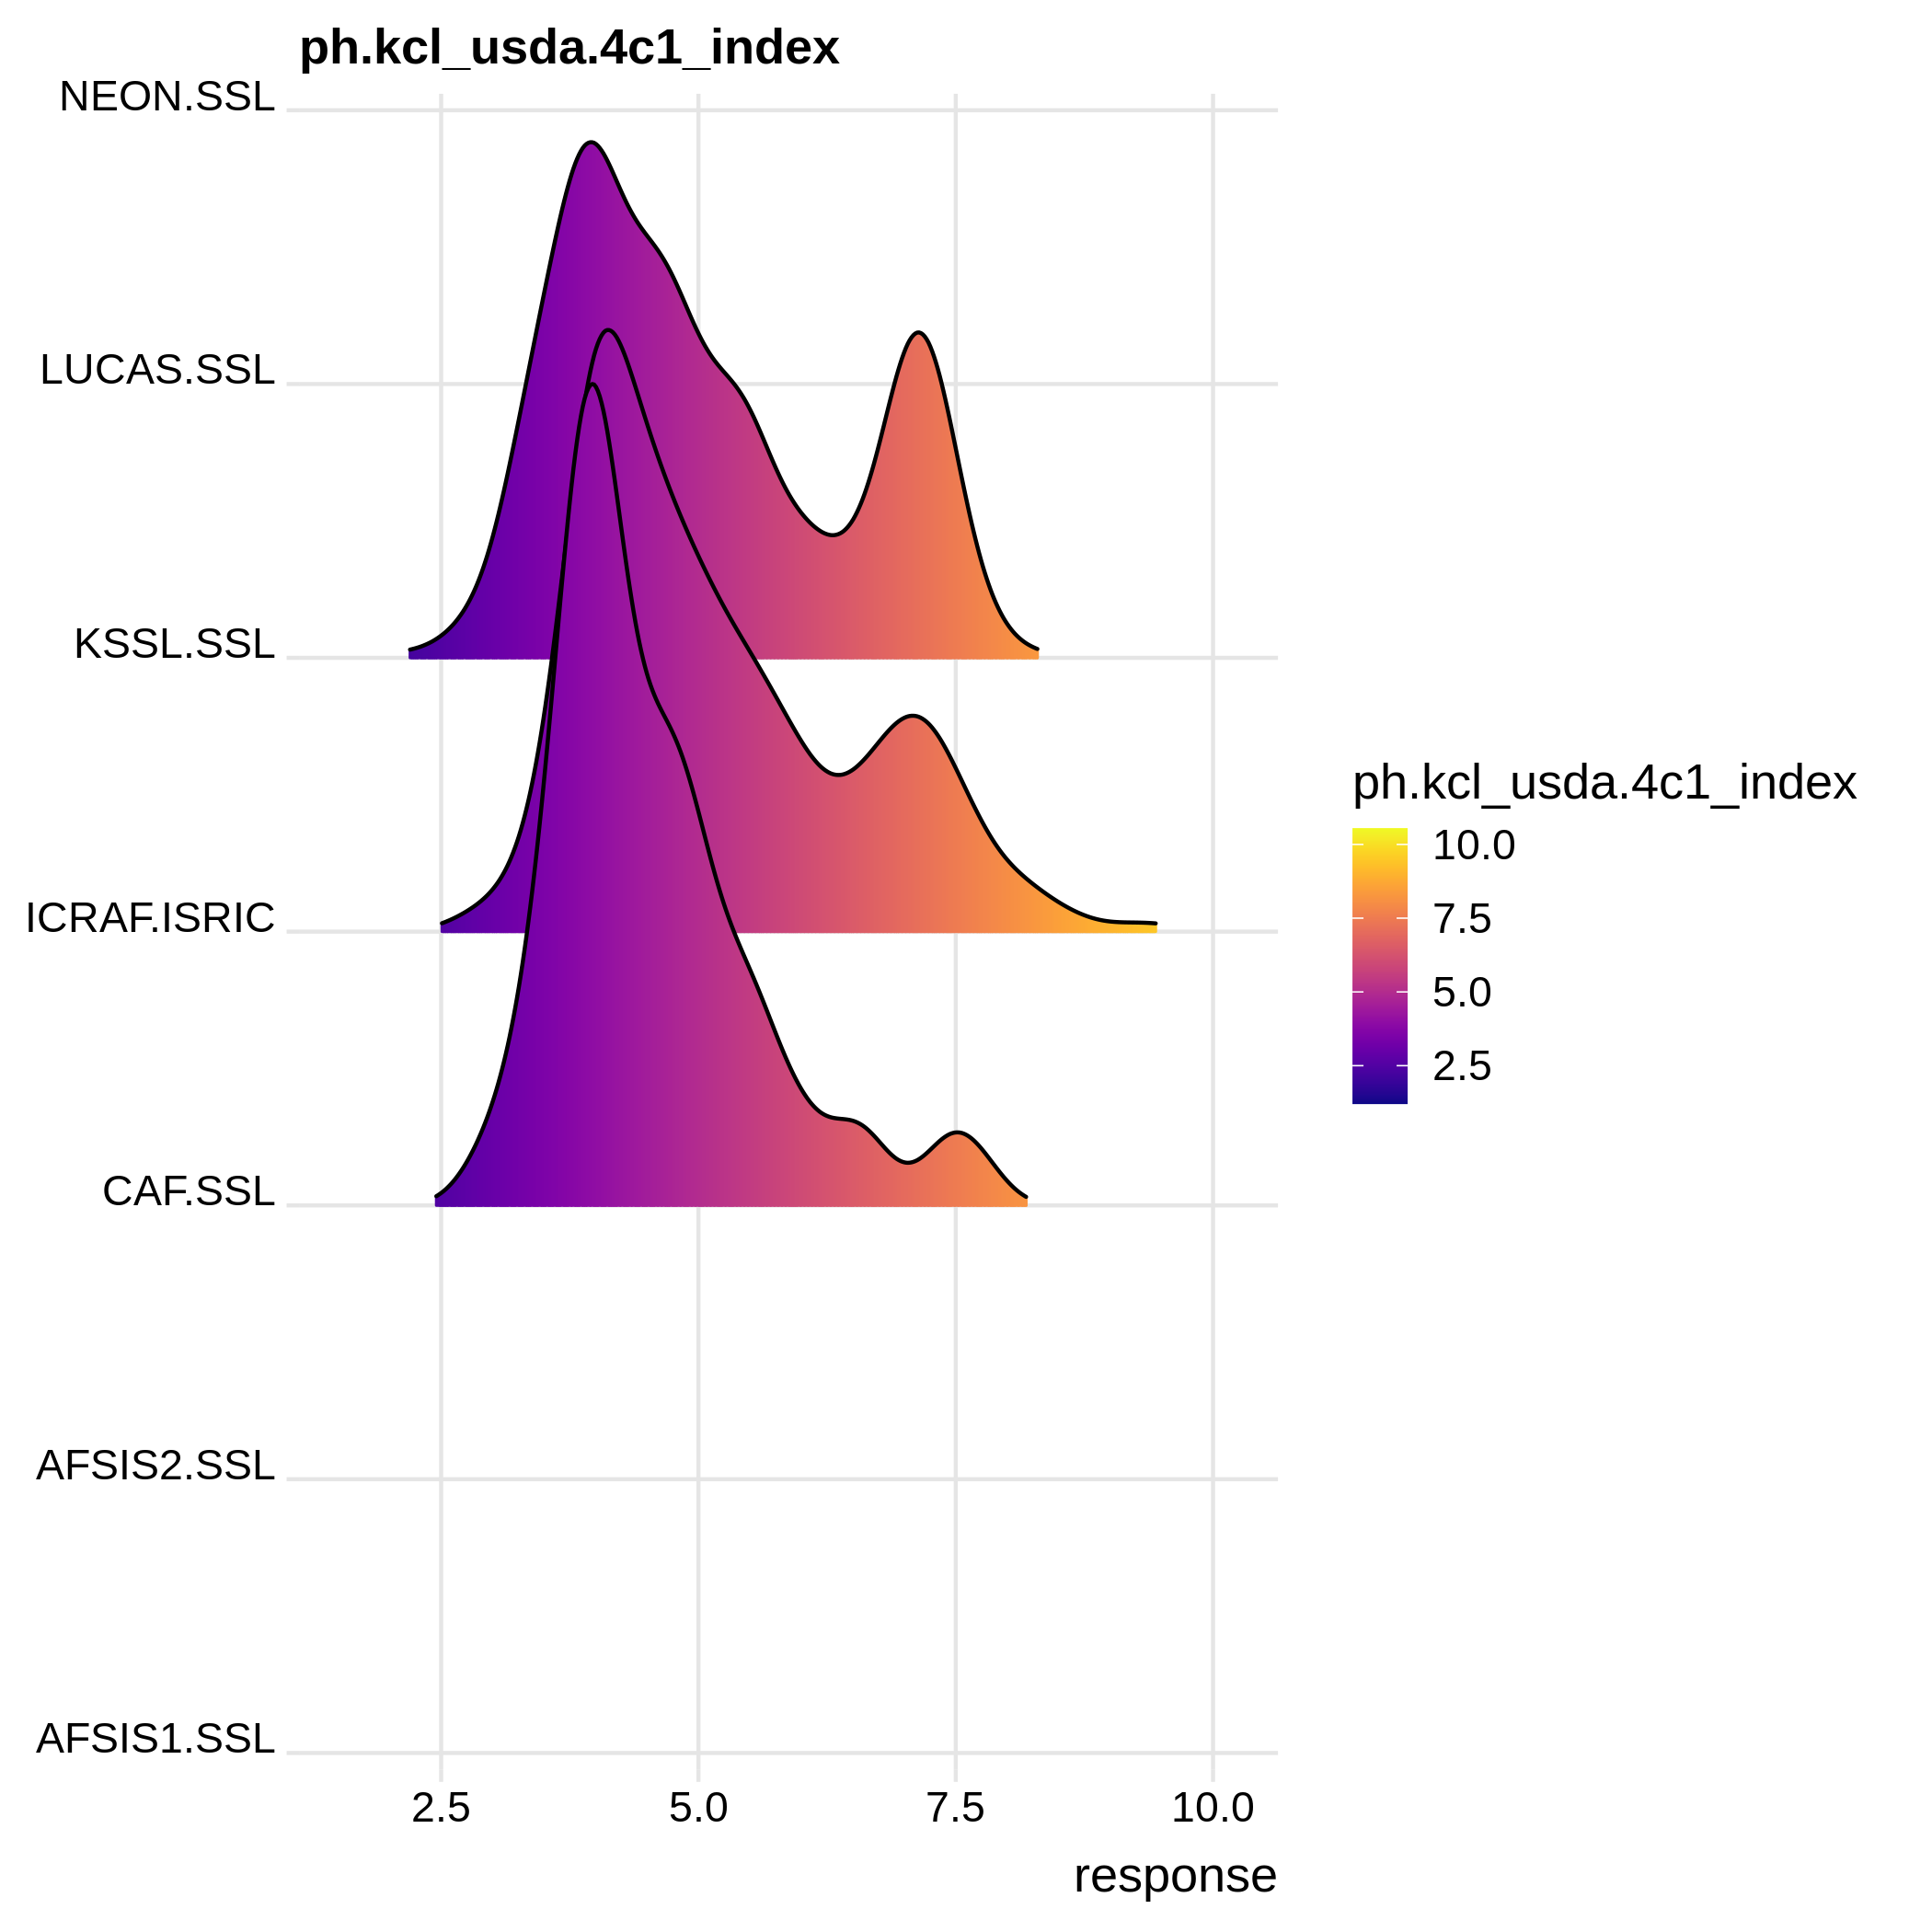 ph.kcl_usda.4c1_index
NEON.SSL
LUCAS.SSL
KSSL.SSL
ICRAF.ISRIC
CAF.SSL
AFSIS2.SSL
AFSIS1.SSL
2.5 5.0 7.5 10.0
response
ph.kcl_usda.4c1_index
10.0
7.5
5.0
2.5